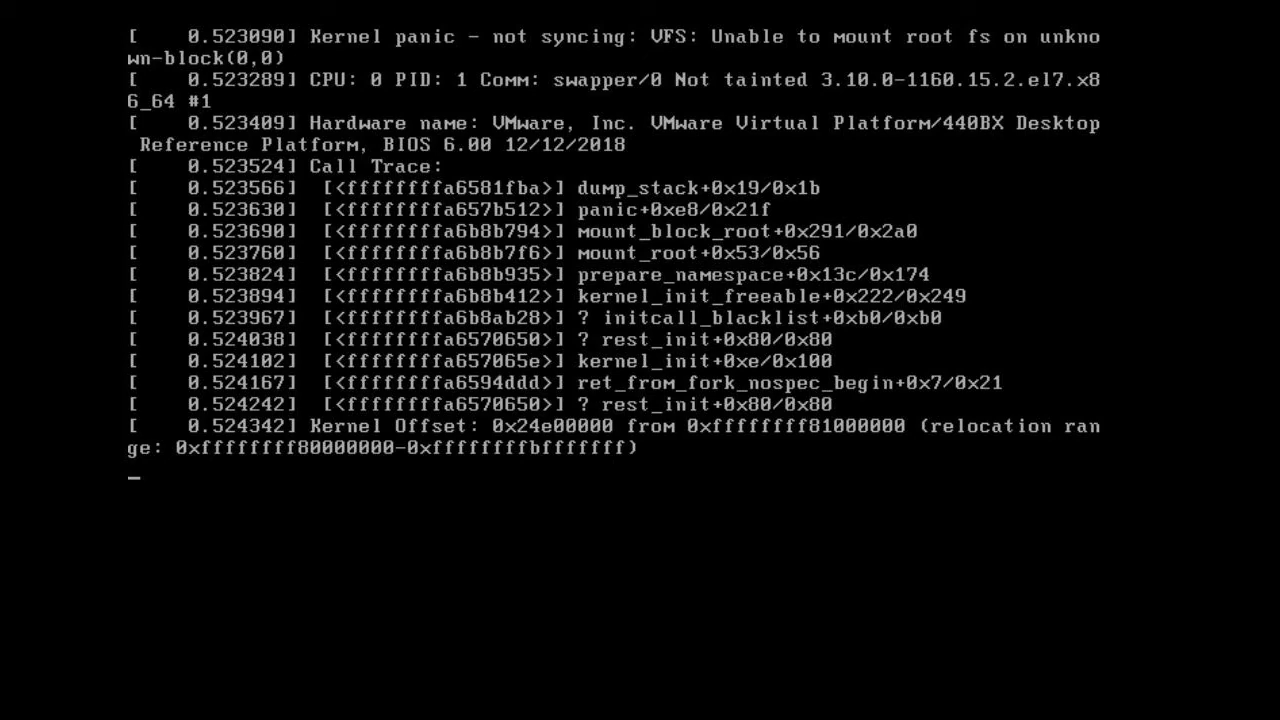 [    0.523090] Kernel panic - not syncing: VFS: Unable to mount root fs on unkno
wn-block(0,0)
[    0.523289] CPU: 0 PID: 1 Comm: swapper/0 Not tainted 3.10.0-1160.15.2.el7.x8
6_64 #1
[    0.523409] Hardware name: VMware, Inc. VMware Virtual Platform/440BX Desktop
 Reference Platform, BIOS 6.00 12/12/2018
[    0.523524] Call Trace:
[    0.523566]  [<ffffffffa6581fba>] dump_stack+0x19/0x1b
[    0.523630]  [<ffffffffa657b512>] panic+0xe8/0x21f
[    0.523690]  [<ffffffffa6b8b794>] mount_block_root+0x291/0x2a0
[    0.523760]  [<ffffffffa6b8b7f6>] mount_root+0x53/0x56
[    0.523824]  [<ffffffffa6b8b935>] prepare_namespace+0x13c/0x174
[    0.523894]  [<ffffffffa6b8b412>] kernel_init_freeable+0x222/0x249
[    0.523967]  [<ffffffffa6b8ab28>] ? initcall_blacklist+0xb0/0xb0
[    0.524038]  [<ffffffffa6570650>] ? rest_init+0x80/0x80
[    0.524102]  [<ffffffffa657065e>] kernel_init+0xe/0x100
[    0.524167]  [<ffffffffa6594ddd>] ret_from_fork_nospec_begin+0x7/0x21
[    0.524242]  [<ffffffffa6570650>] ? rest_init+0x80/0x80
[    0.524342] Kernel Offset: 0x24e00000 from 0xffffffff81000000 (relocation ran
ge: 0xffffffff80000000-0xffffffffbfffffff)
_